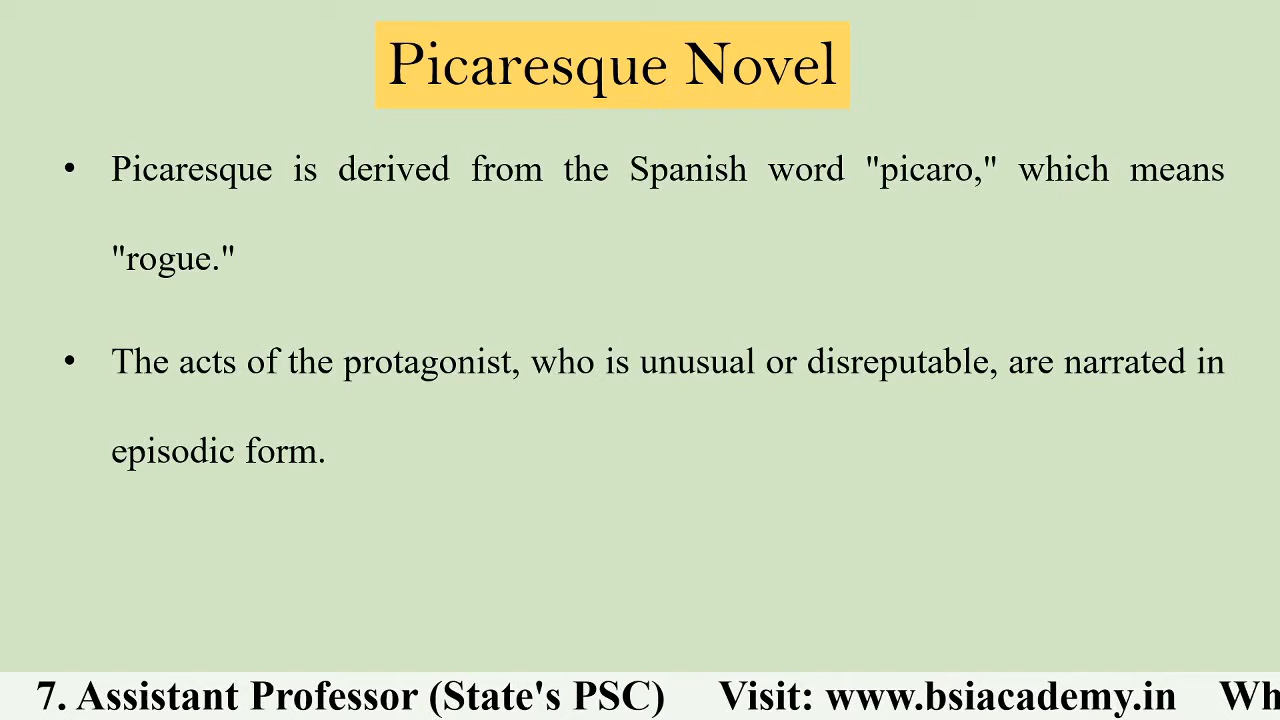 Picaresque Novel
• Picaresque is derived from the Spanish word "picaro," which means
"rogue."
• The acts of the protagonist, who is unusual or disreputable, are narrated in
episodic form.
7. Assistant Professor (State's PSC) Visit: www.bsiacademy.in